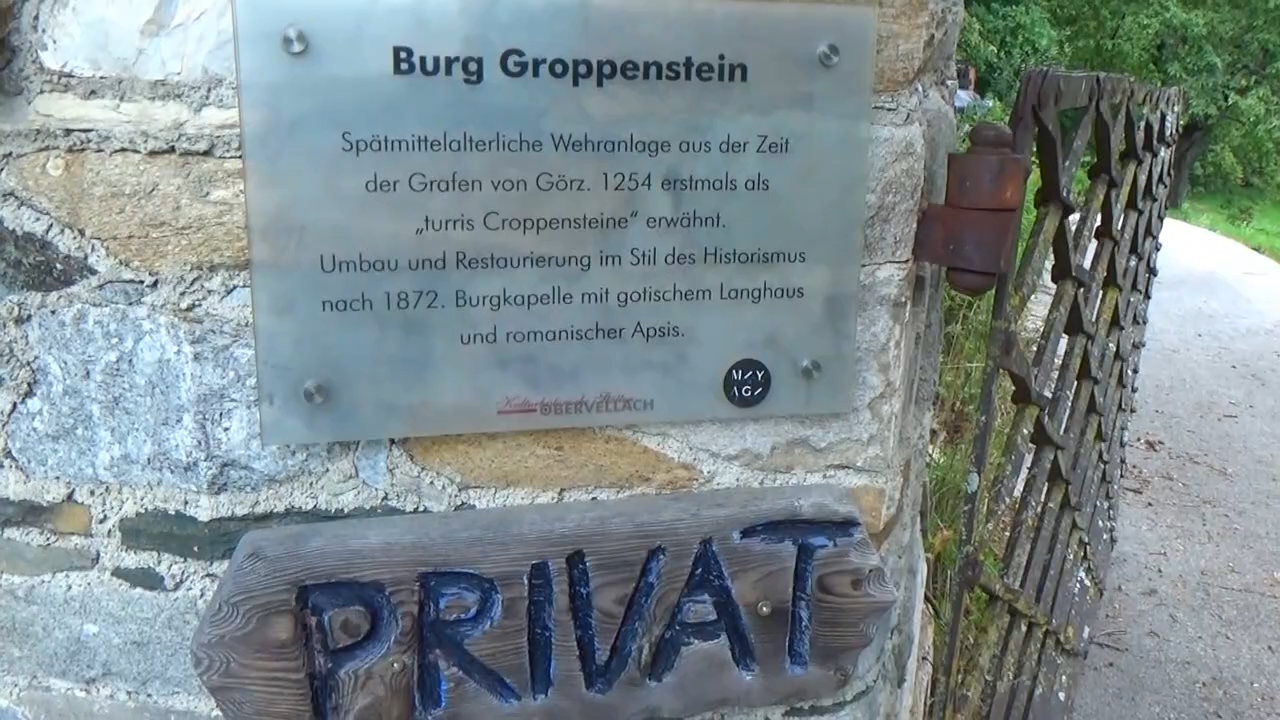 Burg Groppenstein
Spätmittelalterliche Wehranlage aus der Zeit
der Grafen von Görz. 1254 erstmals als
„turris Croppensteine“ erwähnt.
Umbau und Restaurierung im Stil des Historismus
nach 1872. Burgkapelle mit gotischem Langhaus
und romanischer Apsis.
OBERVELLACH
PRIVAT